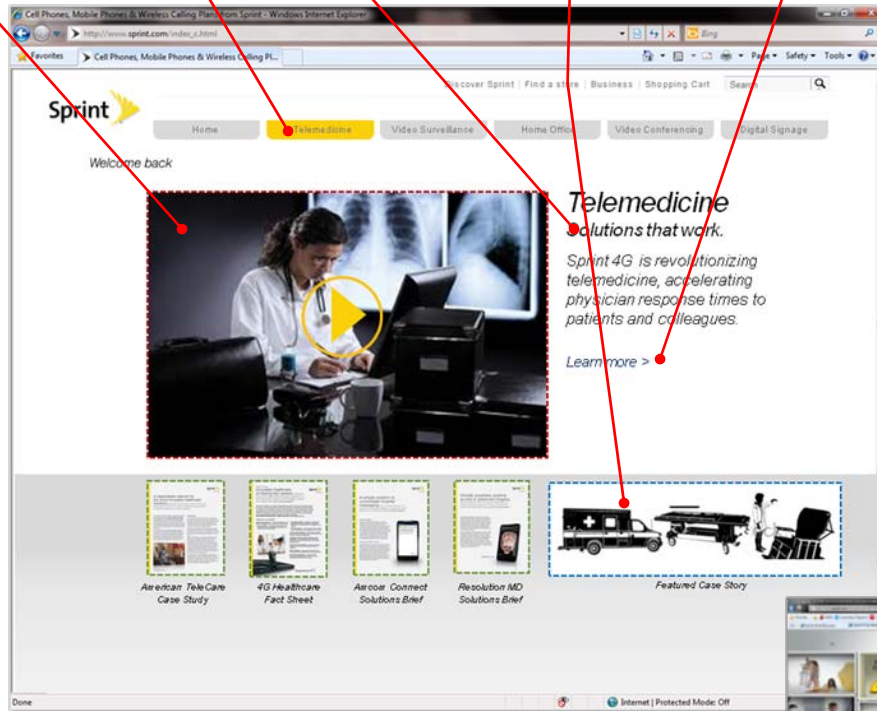 Cell Phones, Mobile Phones & Wireless Calling Plans from Sprint - Windows Internet Explorer
http://www.sprint.com/index_c.html
Bing
Favorites
Cell Phones, Mobile Phones & Wireless Calling Pl...
Page
Safety
Tools
Discover Sprint | Find a store | Business | Shopping Cart
Search
Sprint
Home
Telemedicine
Video Surveillance
Home Office
Video Conferencing
Digital Signage
Welcome back
Telemedicine
Solutions that work.
Sprint 4G is revolutionizing
telemedicine, accelerating
physician response times to
patients and colleagues.
Learn more >
American TeleCare
Case Study
4G Healthcare
Fact Sheet
Connect
Solutions Brief
Resolution MD
Solutions Brief
Featured Case Story
Done
Internet | Protected Mode: Off